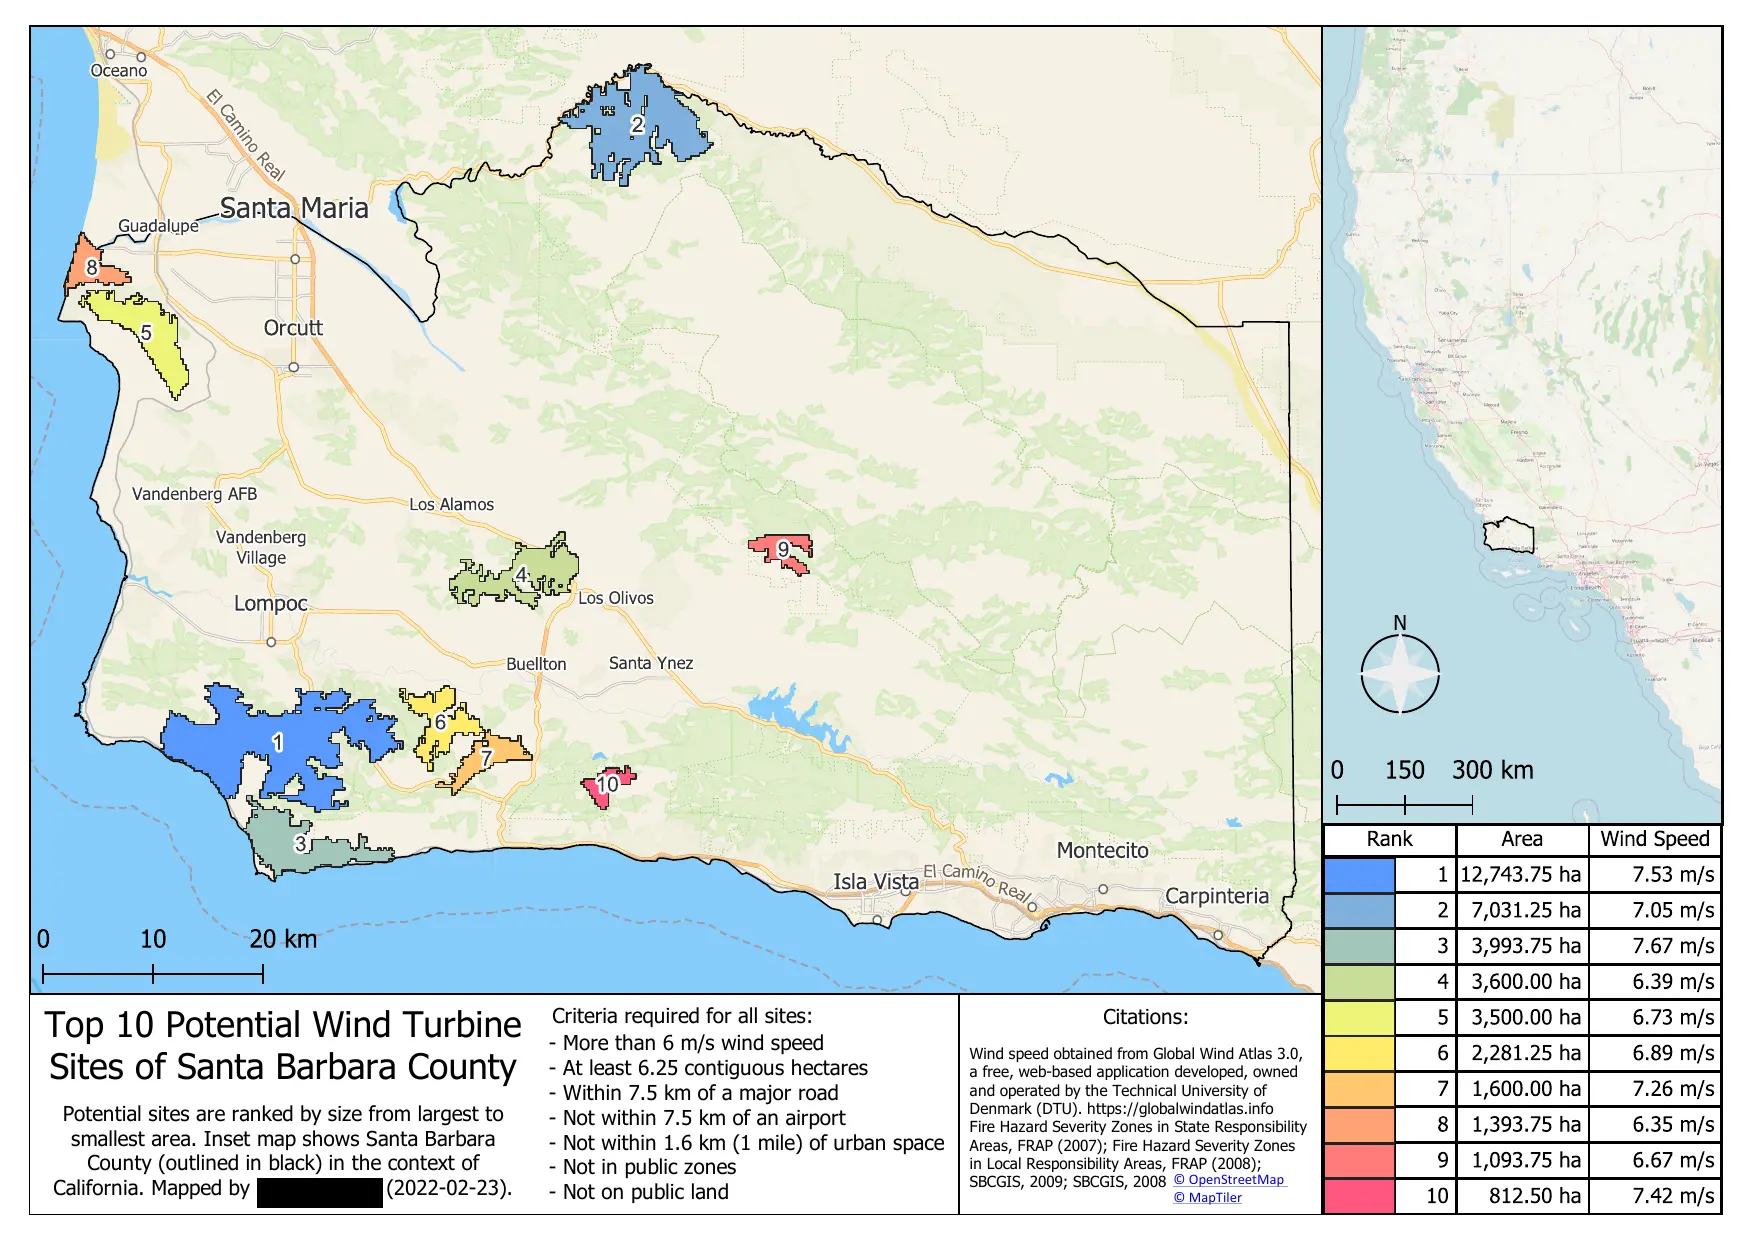 Oceano
El Camino Real
Santa Maria
Guadalupe
Orcutt
Vandenberg AFB
Los Alamos
Vandenberg
Village
Lompoc
Los Olivos
Buellton
Santa Ynez
Montecito
Isla Vista
El Camino Real
Carpinteria
1
2
3
4
5
6
7
8
9
10
0 10 20 km
N
0 150 300 km
Top 10 Potential Wind Turbine
Sites of Santa Barbara County
Potential sites are ranked by size from largest to
smallest area. Inset map shows Santa Barbara
County (outlined in black) in the context of
California. Mapped by (2022-02-23).
Criteria required for all sites:
- More than 6 m/s wind speed
- At least 6.25 contiguous hectares
- Within 7.5 km of a major road
- Not within 7.5 km of an airport
- Not within 1.6 km (1 mile) of urban space
- Not in public zones
- Not on public land
Citations:
Wind speed obtained from Global Wind Atlas 3.0,
a free, web-based application developed, owned
and operated by the Technical University of
Denmark (DTU). https://globalwindatlas.info
Fire Hazard Severity Zones in State Responsibility
Areas, FRAP (2007); Fire Hazard Severity Zones
in Local Responsibility Areas, FRAP (2008);
SBCGIS, 2009; SBCGIS, 2008 © OpenStreetMap
© MapTiler
Rank Area Wind Speed
1 12,743.75 ha 7.53 m/s
2 7,031.25 ha 7.05 m/s
3 3,993.75 ha 7.67 m/s
4 3,600.00 ha 6.39 m/s
5 3,500.00 ha 6.73 m/s
6 2,281.25 ha 6.89 m/s
7 1,600.00 ha 7.26 m/s
8 1,393.75 ha 6.35 m/s
9 1,093.75 ha 6.67 m/s
10 812.50 ha 7.42 m/s